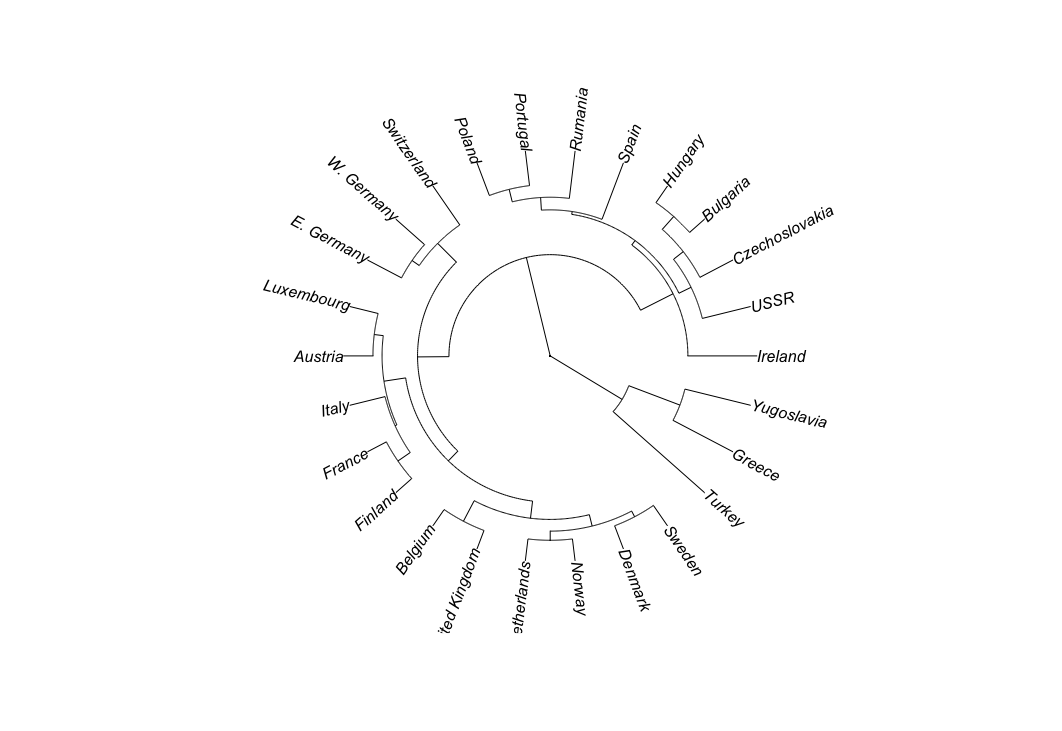 Portugal
Rumania
Poland
Spain
Switzerland
Hungary
W. Germany
Bulgaria
E. Germany
Czechoslovakia
Luxembourg
USSR
Austria
Ireland
Italy
Yugoslavia
France
Greece
Finland
Turkey
Belgium
ited Kingdom
etherlands
Norway
Denmark
Sweden